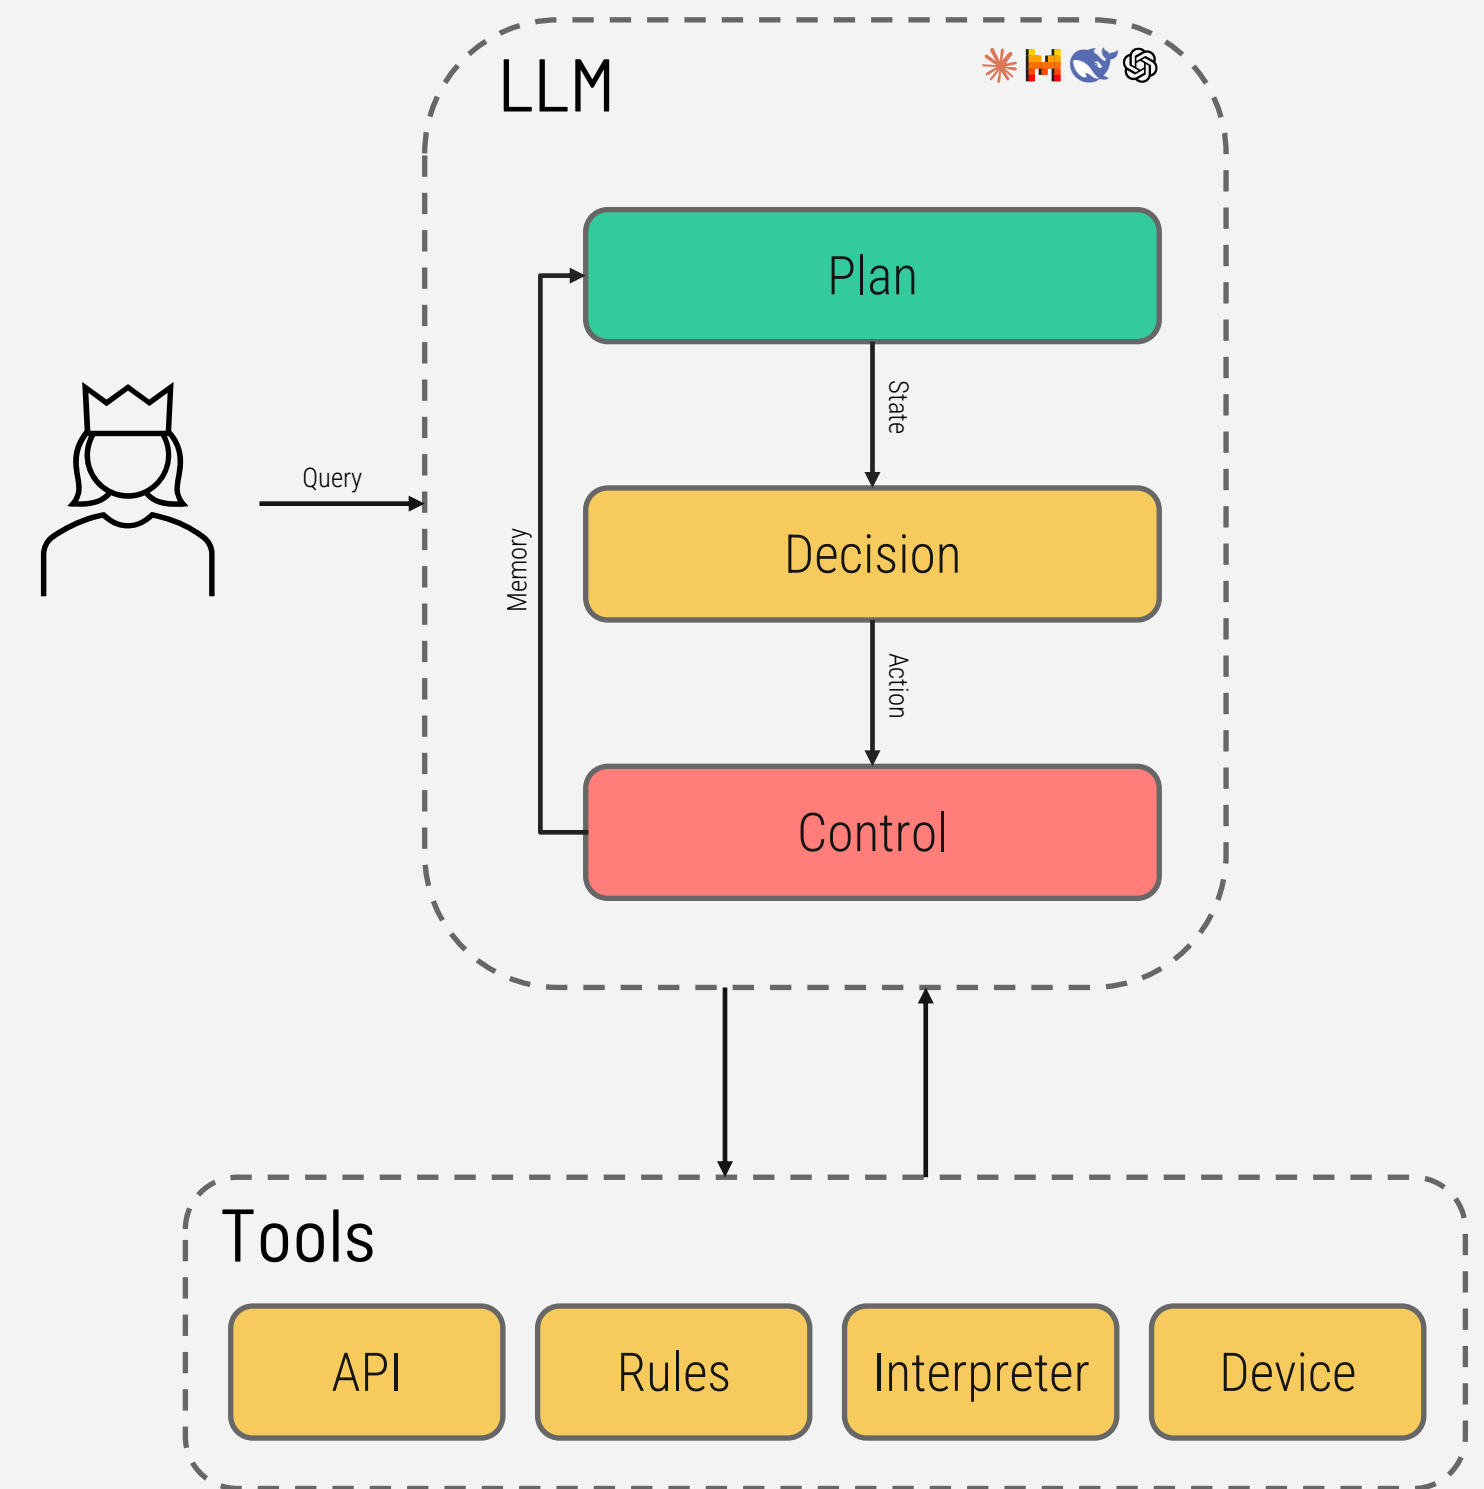 LLM
Plan
State
Query
Decision
Memory
Action
Control
Tools
API
Rules
Interpreter
Device